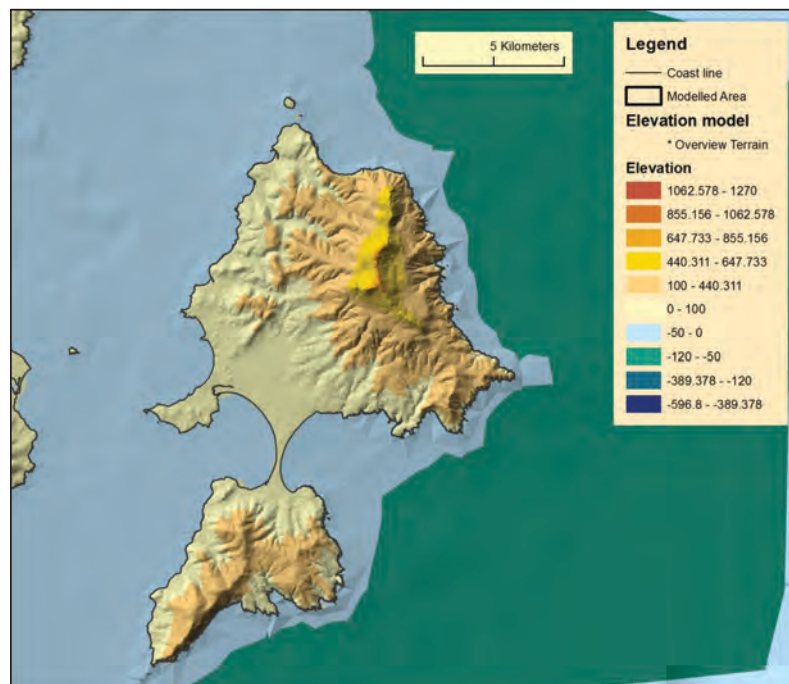 5 Kilometers
Legend
Coast line
Modelled Area
Elevation model
* Overview Terrain
Elevation
1062.578 - 1270
855.156 - 1062.578
647.733 - 855.156
440.311 - 647.733
100 - 440.311
0 - 100
-50 - 0
-120 - -50
-389.378 - -120
-596.8 - -389.378